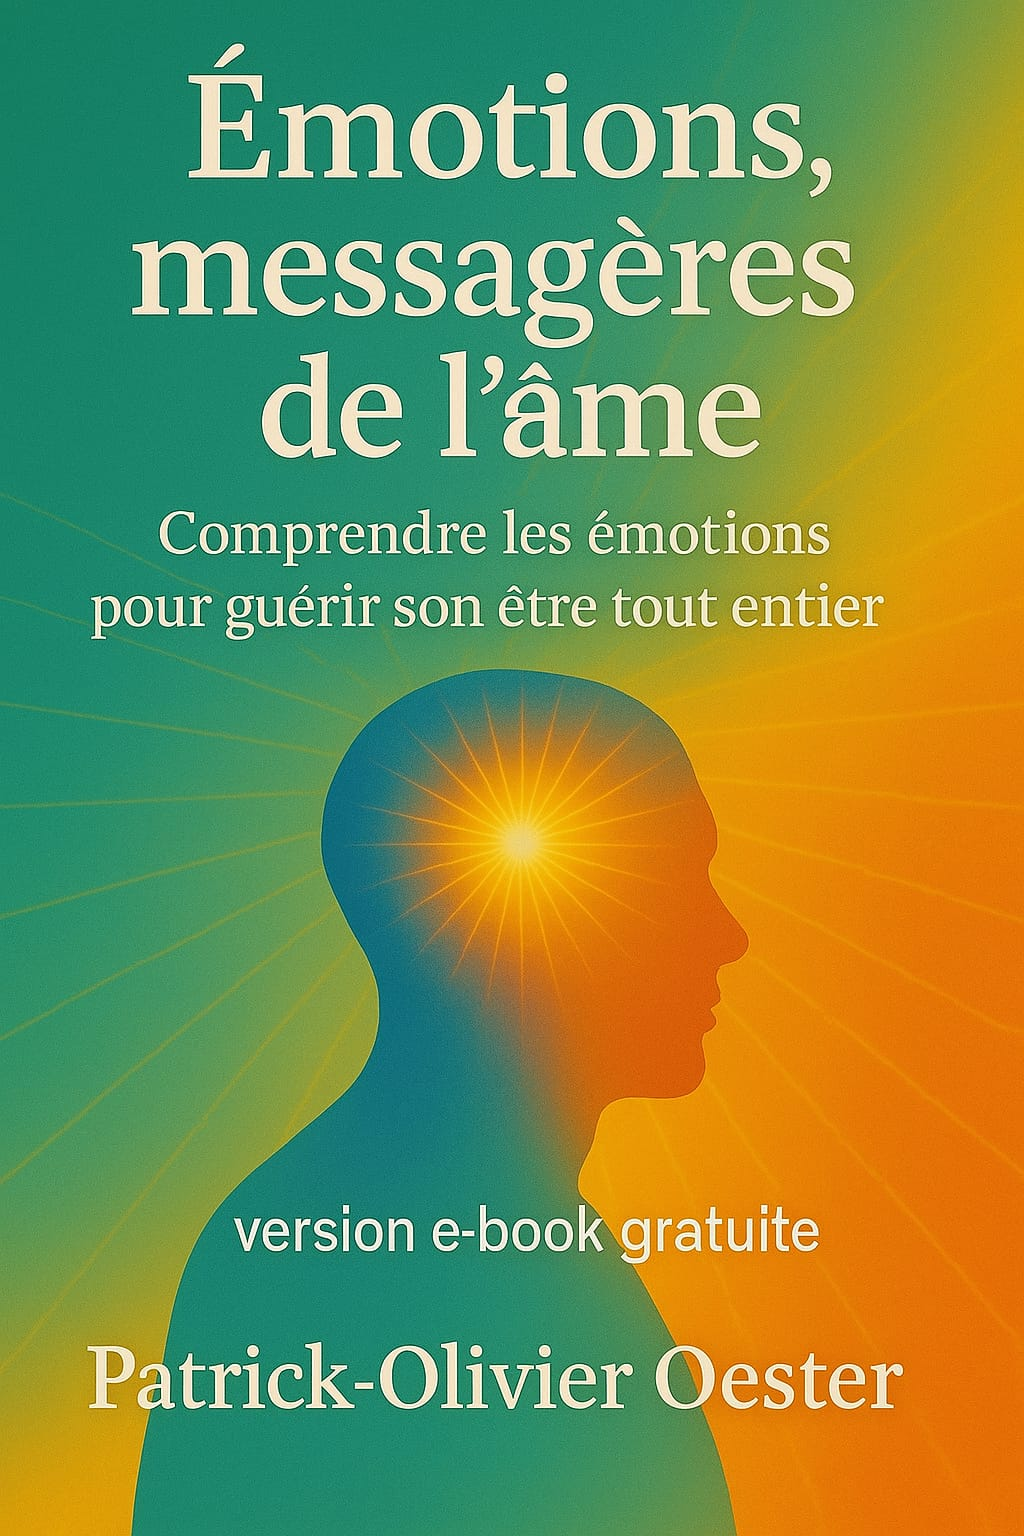 Émotions,
messagères
de l’âme
Comprendre les émotions
pour guérir son être tout entier
version e-book gratuite
Patrick-Olivier Oester